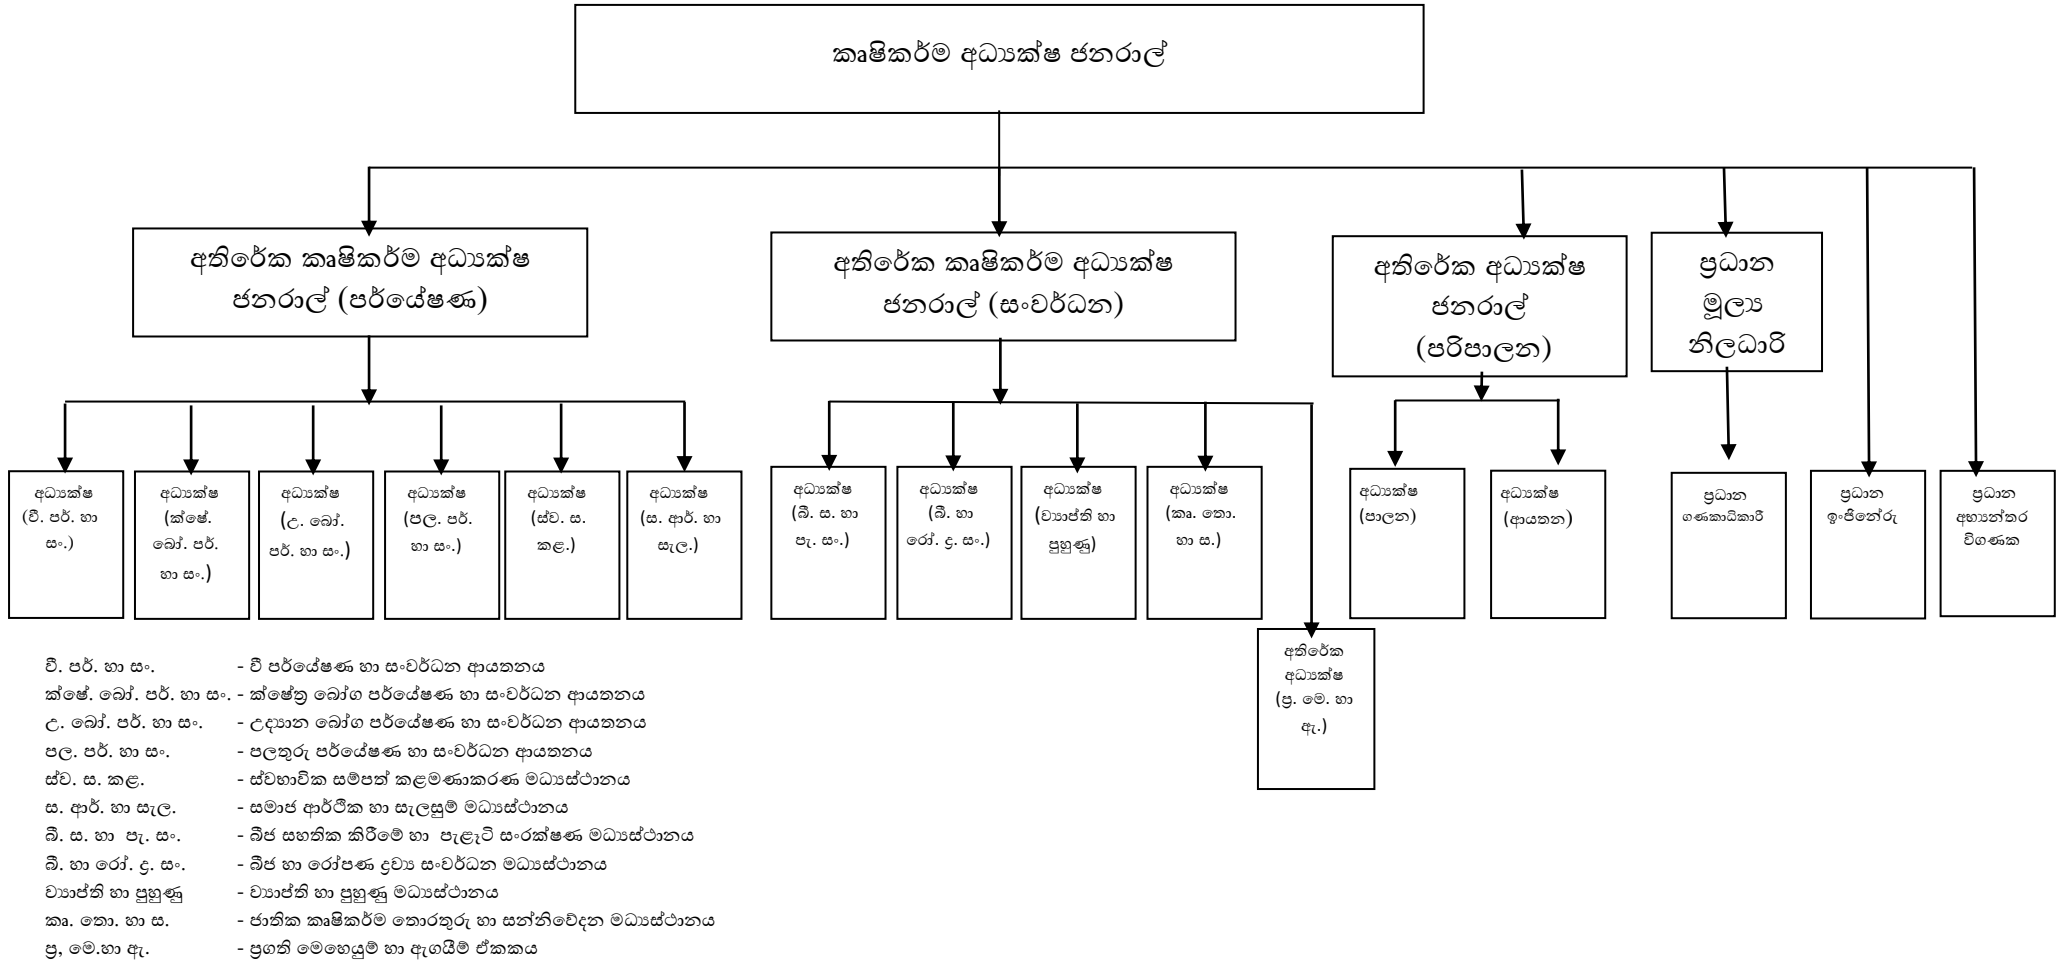 කෘෂිකර්ම අධ්‍යක්ෂ ජනරාල්
අතිරේක කෘෂිකර්ම අධ්‍යක්ෂ
ජනරාල් (පර්යේෂණ)
අතිරේක කෘෂිකර්ම අධ්‍යක්ෂ
ජනරාල් (සංවර්ධන)
අතිරේක අධ්‍යක්ෂ
ජනරාල්
(පරිපාලන)
ප්‍රධාන
මූල්‍ය
නිලධාරි
අධ්‍යක්ෂ
(වී. පර්. හා
සං.)
අධ්‍යක්ෂ
(ක්ෂේ.
බෝ. පර්.
හා සං.)
අධ්‍යක්ෂ
(උ. බෝ.
පර්. හා සං.)
අධ්‍යක්ෂ
(පල. පර්.
හා සං.)
අධ්‍යක්ෂ
(ස්ව. ස.
කළ.)
අධ්‍යක්ෂ
(ස. ආර්. හා
සැල.)
අධ්‍යක්ෂ
(බී. ස. හා
පැ. සං.)
අධ්‍යක්ෂ
(බී. හා
රෝ. ද්‍ර. සං.)
අධ්‍යක්ෂ
(ව්‍යාප්ති හා
පුහුණු)
අධ්‍යක්ෂ
(කෘ. තො.
හා ස.)
අතිරේක
අධ්‍යක්ෂ
(ප්‍ර. මෙ. හා
ඇ.)
අධ්‍යක්ෂ
(පාලන)
අධ්‍යක්ෂ
(ආයතන)
ප්‍රධාන
ගණකාධිකාරී
ප්‍රධාන
ඉංජිනේරු
ප්‍රධාන
අභ්‍යන්තර
විගණක
වී. පර්. හා සං. - වී පර්යේෂණ හා සංවර්ධන ආයතනය
ක්ෂේ. බෝ. පර්. හා සං. - ක්ෂේත්‍ර බෝග පර්යේෂණ හා සංවර්ධන ආයතනය
උ. බෝ. පර්. හා සං. - උද්‍යාන බෝග පර්යේෂණ හා සංවර්ධන ආයතනය
පල. පර්. හා සං. - පලතුරු පර්යේෂණ හා සංවර්ධන ආයතනය
ස්ව. ස. කළ. - ස්වභාවික සම්පත් කළමණාකරණ මධ්‍යස්ථානය
ස. ආර්. හා සැල. - සමාජ ආර්ථික හා සැලසුම් මධ්‍යස්ථානය
බී. ස. හා පැ. සං. - බීජ සහතික කිරීමේ හා පැළෑටි සංරක්ෂණ මධ්‍යස්ථානය
බී. හා රෝ. ද්‍ර. සං. - බීජ හා රෝපණ ද්‍රව්‍ය සංවර්ධන මධ්‍යස්ථානය
ව්‍යාප්ති හා පුහුණු - ව්‍යාප්ති හා පුහුණු මධ්‍යස්ථානය
කෘ. තො. හා ස. - ජාතික කෘෂිකර්ම තොරතුරු හා සන්නිවේදන මධ්‍යස්ථානය
ප්‍ර, මෙ.හා ඇ. - ප්‍රගති මෙහෙයුම් හා ඇගයීම් ඒකකය